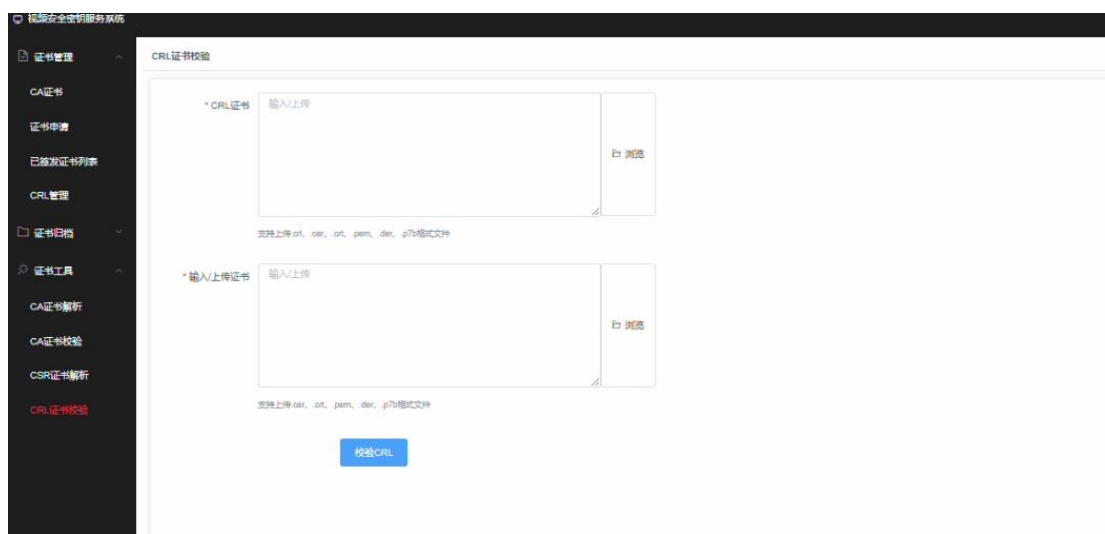 视频安全密钥服务系统
证书管理
CA证书
证书申请
已签发证书列表
CRL管理
证书归档
证书工具
CA证书解析
CA证书校验
CSR证书解析
CRL证书校验
CRL证书校验
* CRL证书
输入/上传
浏览
支持上传.crl、.cer、.crt、.pem、.der、.p7b格式文件
* 输入/上传证书
输入/上传
浏览
支持上传.cer、.crt、.pem、.der、.p7b格式文件
校验CRL